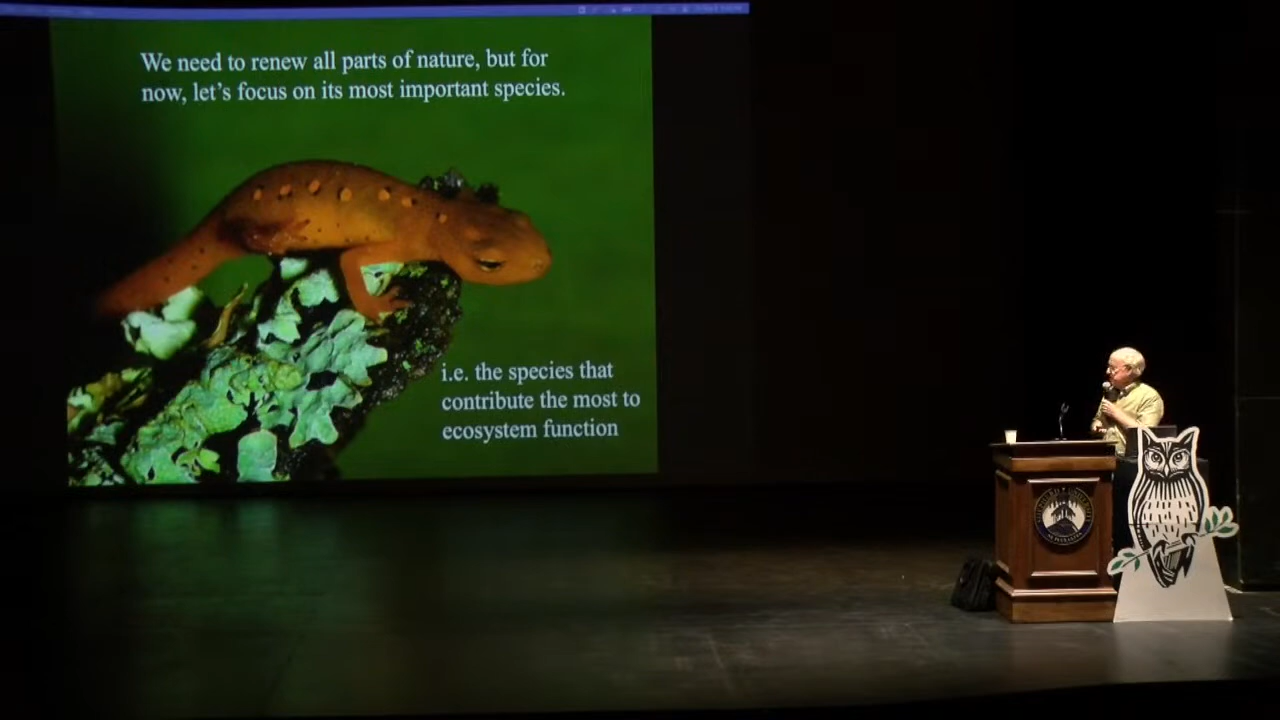 We need to renew all parts of nature, but for
now, let's focus on its most important species.
i.e. the species that
contribute the most to
ecosystem function